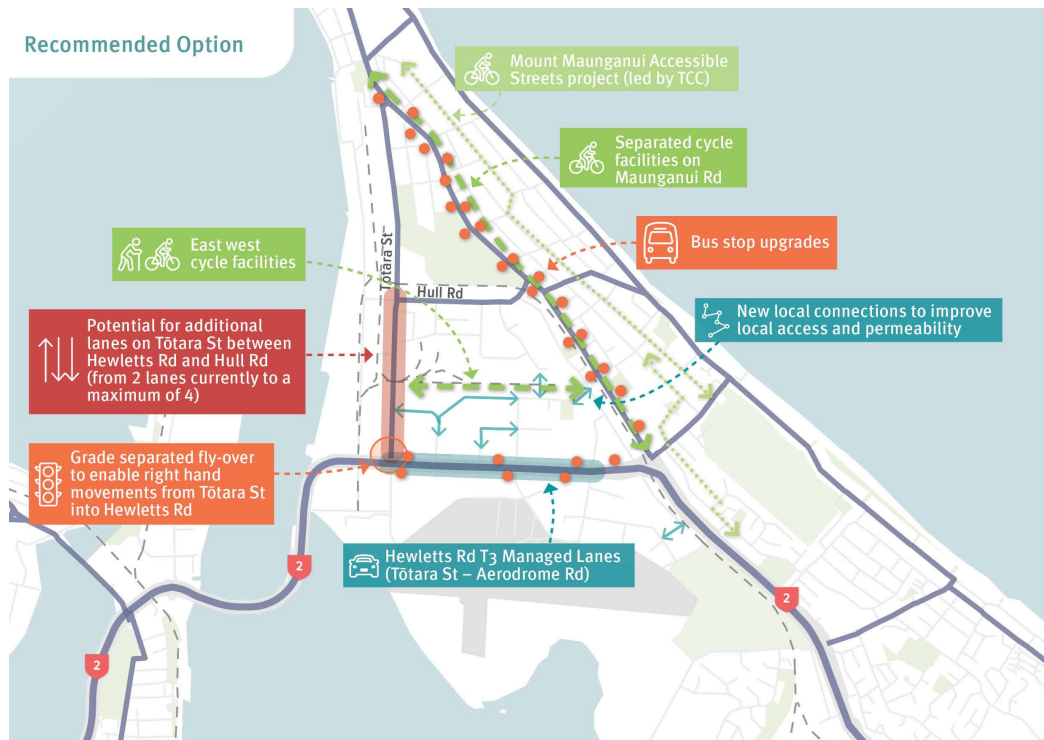 Recommended Option
Mount Maunganui Accessible
Streets project (led by TCC)
Separated cycle
facilities on
Maunganui Rd
East west
cycle facilities
Bus stop upgrades
Tōtara St
Hull Rd
New local connections to improve
local access and permeability
Potential for additional
lanes on Tōtara St between
Hewletts Rd and Hull Rd
(from 2 lanes currently to a
maximum of 4)
Grade separated fly-over
to enable right hand
movements from Tōtara St
into Hewletts Rd
Hewletts Rd T3 Managed Lanes
(Tōtara St – Aerodrome Rd)
2
2
2